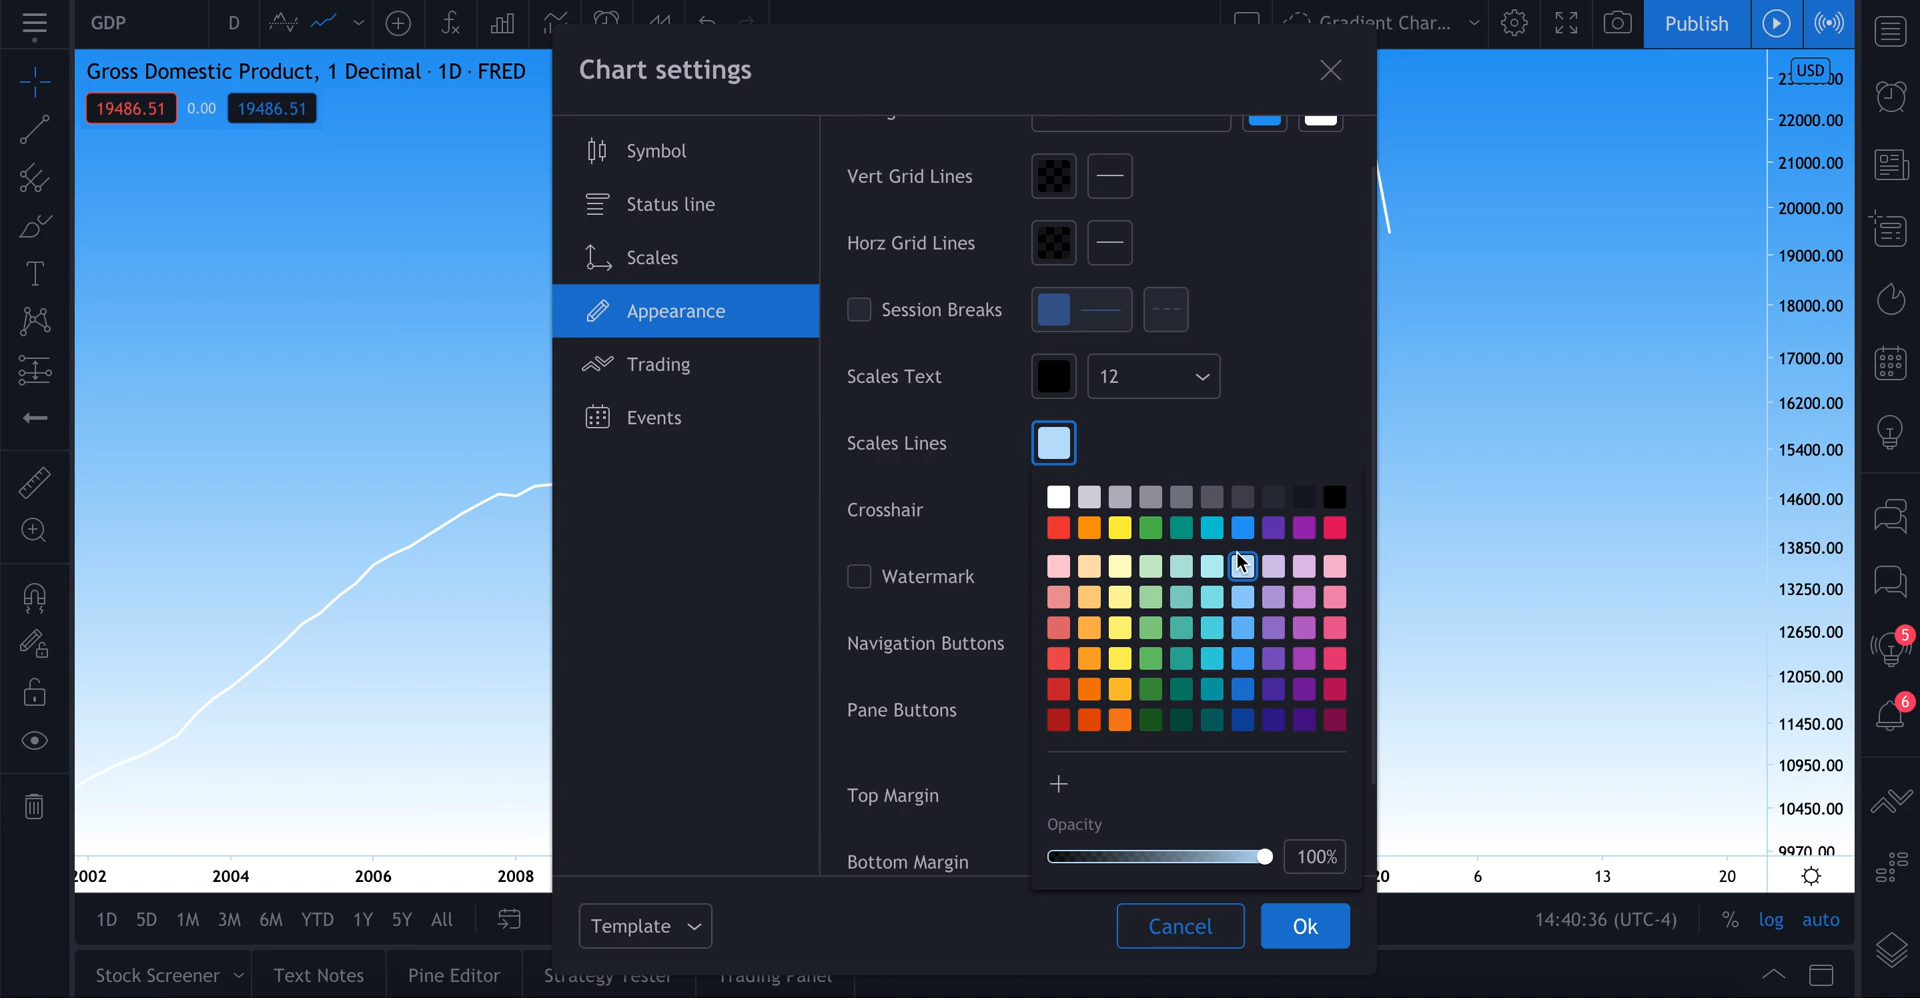 GDP
D
Gradient Char...
Publish
Gross Domestic Product, 1 Decimal · 1D · FRED
19486.51 0.00 19486.51
Chart settings
Symbol
Status line
Scales
Appearance
Trading
Events
Vert Grid Lines
Horz Grid Lines
Session Breaks
Scales Text
12
Scales Lines
Crosshair
Watermark
Navigation Buttons
Pane Buttons
Top Margin
Bottom Margin
Opacity
100%
Template
Cancel
Ok
USD
22000.00
21000.00
20000.00
19000.00
18000.00
17000.00
16200.00
15400.00
14600.00
13850.00
13250.00
12650.00
12050.00
11450.00
10950.00
10450.00
9970.00
5
6
2002 2004 2006 2008 20 6 13 20
1D 5D 1M 3M 6M YTD 1Y 5Y All
14:40:36 (UTC-4) % log auto
Stock Screener Text Notes Pine Editor Strategy Tester Trading Panel